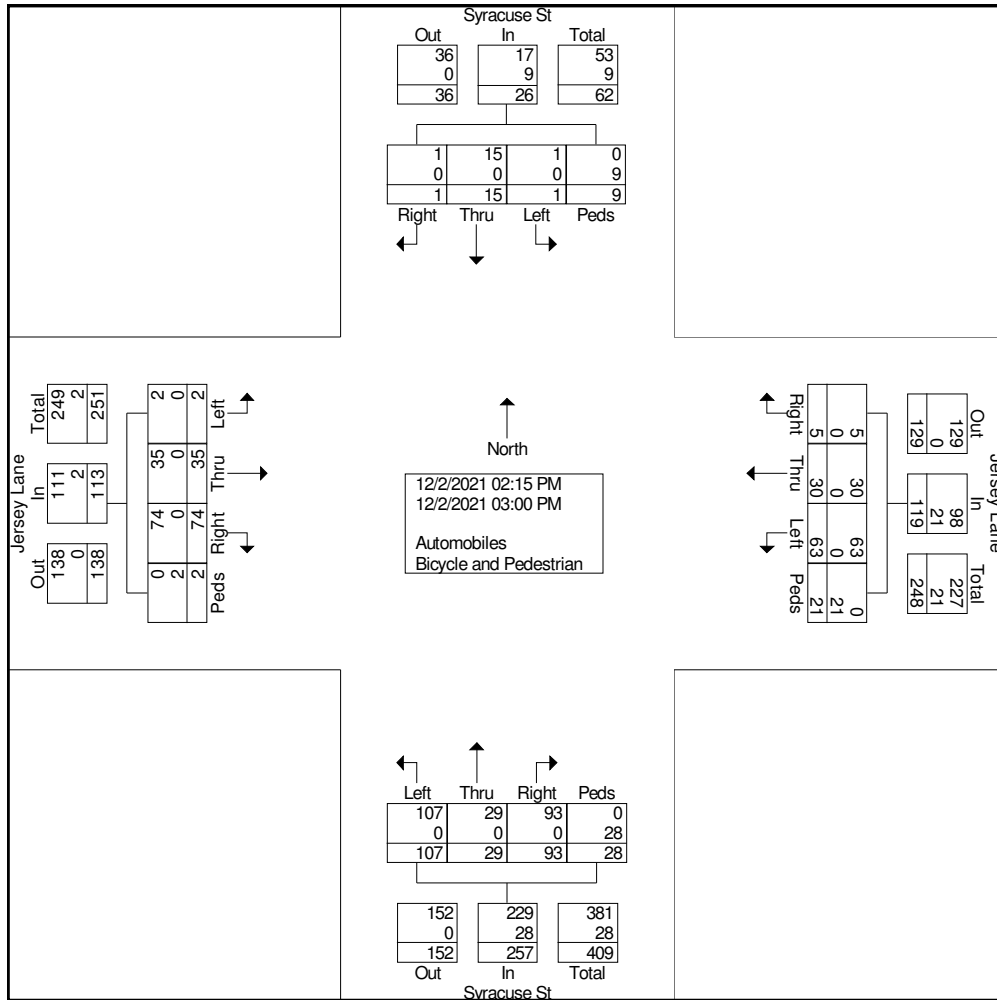 Syracuse St
Out In Total
36 17 53
0 9 9
36 26 62
1 15 1 0
0 0 0 9
1 15 1 9
Right Thru Left Peds
Jersey Lane
Total In Out
249 111 138
2 2 0
251 113 138
Left Thru Right Peds
2 35 74 0
0 0 0 2
2 35 74 2
North
12/2/2021 02:15 PM
12/2/2021 03:00 PM
Automobiles
Bicycle and Pedestrian
Right Thru Left Peds
5 30 63 21
0 0 0 21
5 30 63 0
Out In Total
129 98 227
0 21 21
129 119 248
Jersey Lane
Left Thru Right Peds
107 29 93 0
0 0 0 28
107 29 93 28
152 229 381
0 28 28
152 257 409
Out In Total
Syracuse St